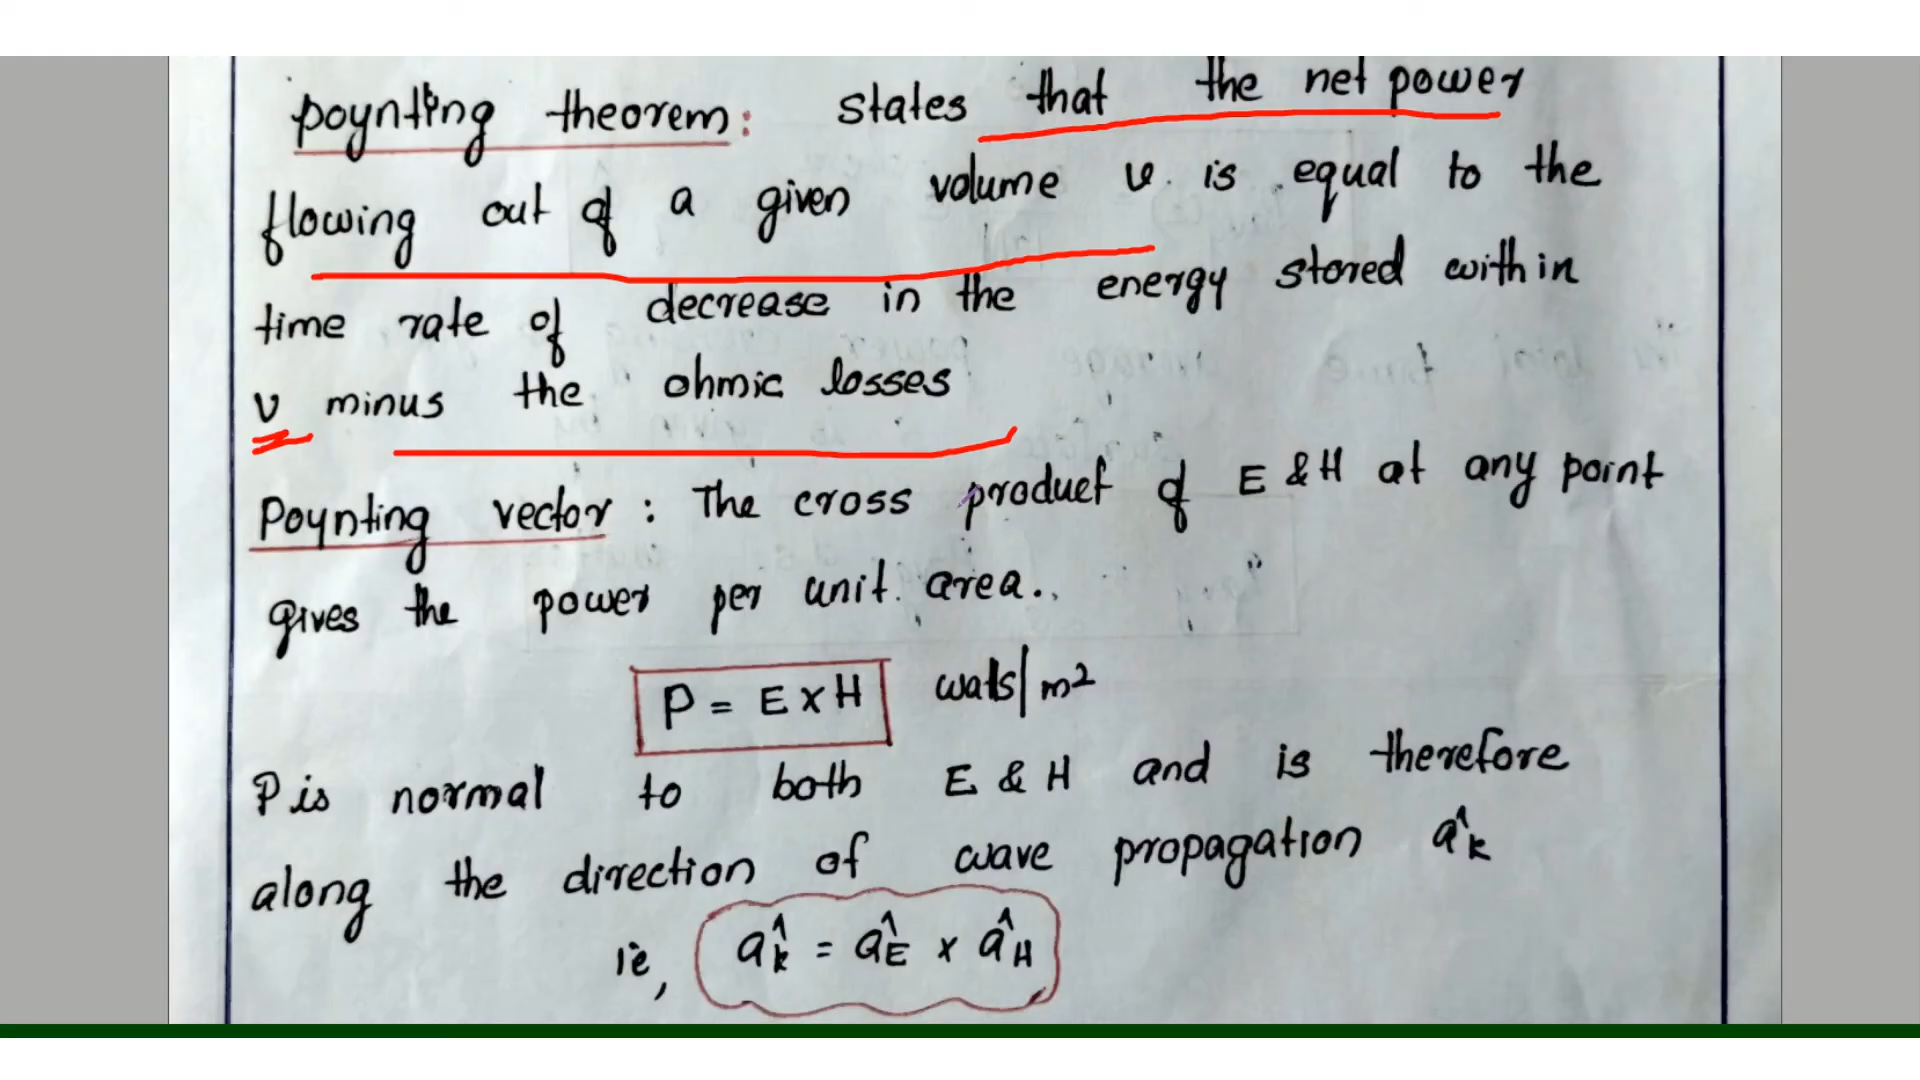 poynting theorem: states that the net power
flowing out of a given volume v is equal to the
time rate of decrease in the energy stored within
v minus the ohmic losses
Poynting vector: The cross product of E & H at any point
gives the power per unit area.
P = E x H watts/m²
P is normal to both E & H and is therefore
along the direction of wave propagation âk
ie, âk = âE x âH